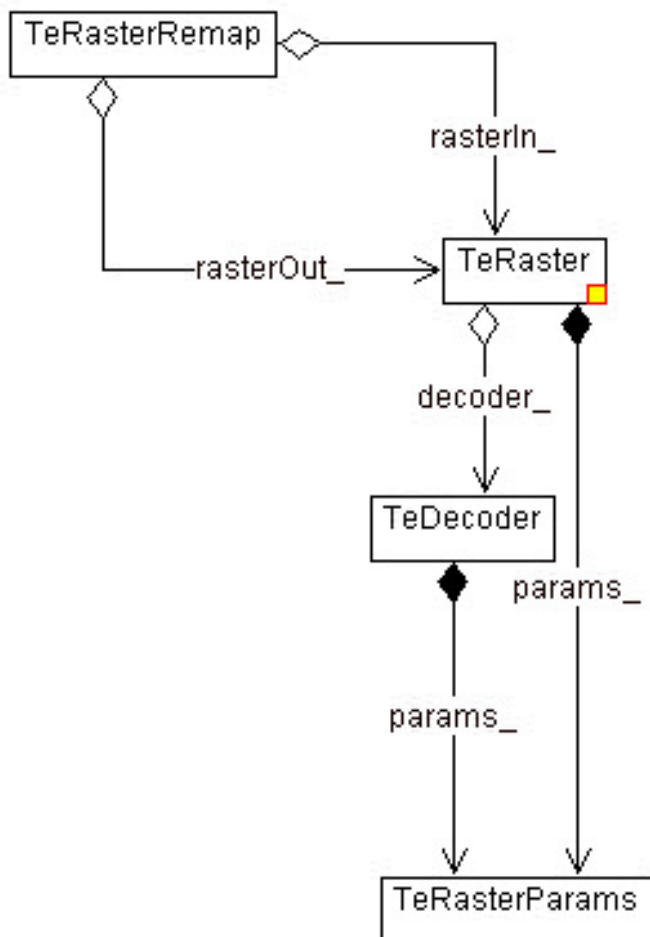 TeRasterRemap
rasterIn_
TeRaster
rasterOut_
decoder_
TeDecoder
params_
params_
TeRasterParams